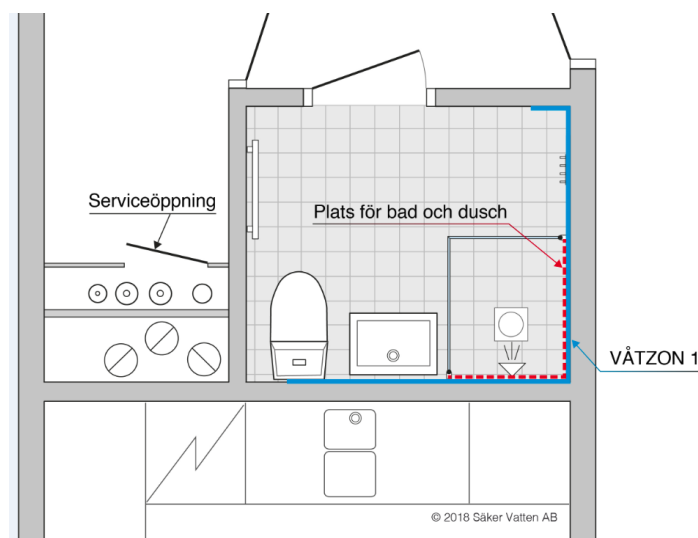 Serviceöppning
Plats för bad och dusch
VÅTZON 1
© 2018 Säker Vatten AB